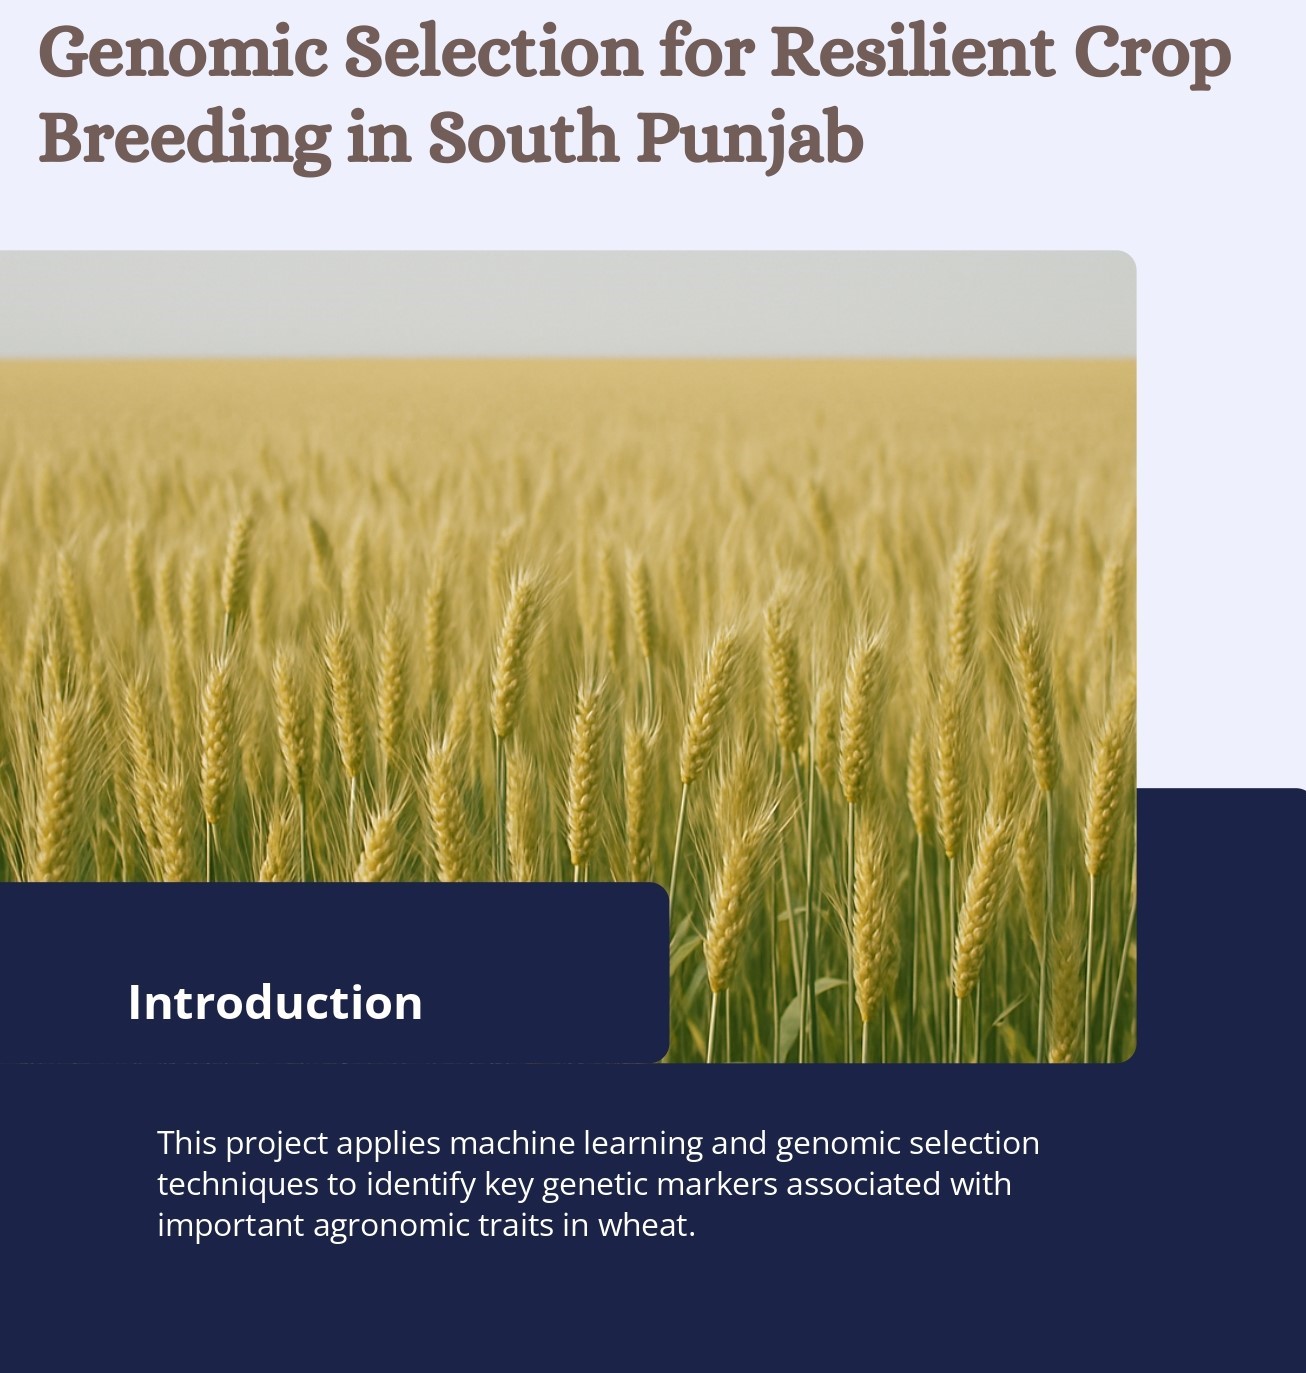 Genomic Selection for Resilient Crop
Breeding in South Punjab
Introduction
This project applies machine learning and genomic selection
techniques to identify key genetic markers associated with
important agronomic traits in wheat.